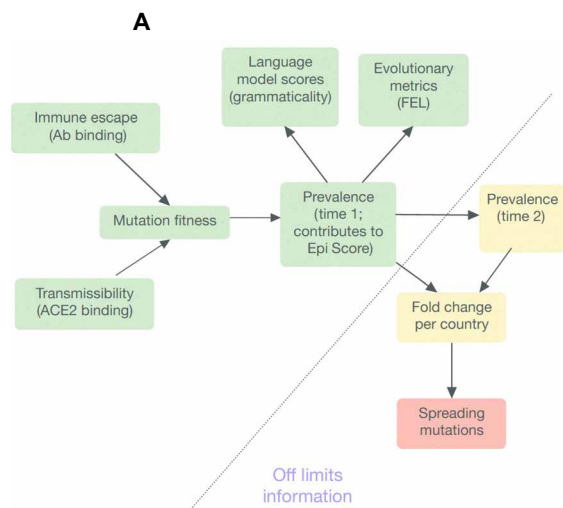 A
Language
model scores
(grammaticality)
Evolutionary
metrics
(FEL)
Immune escape
(Ab binding)
Mutation fitness
Prevalence
(time 1;
contributes to
Epi Score)
Prevalence
(time 2)
Transmissibility
(ACE2 binding)
Fold change
per country
Spreading
mutations
Off limits
information